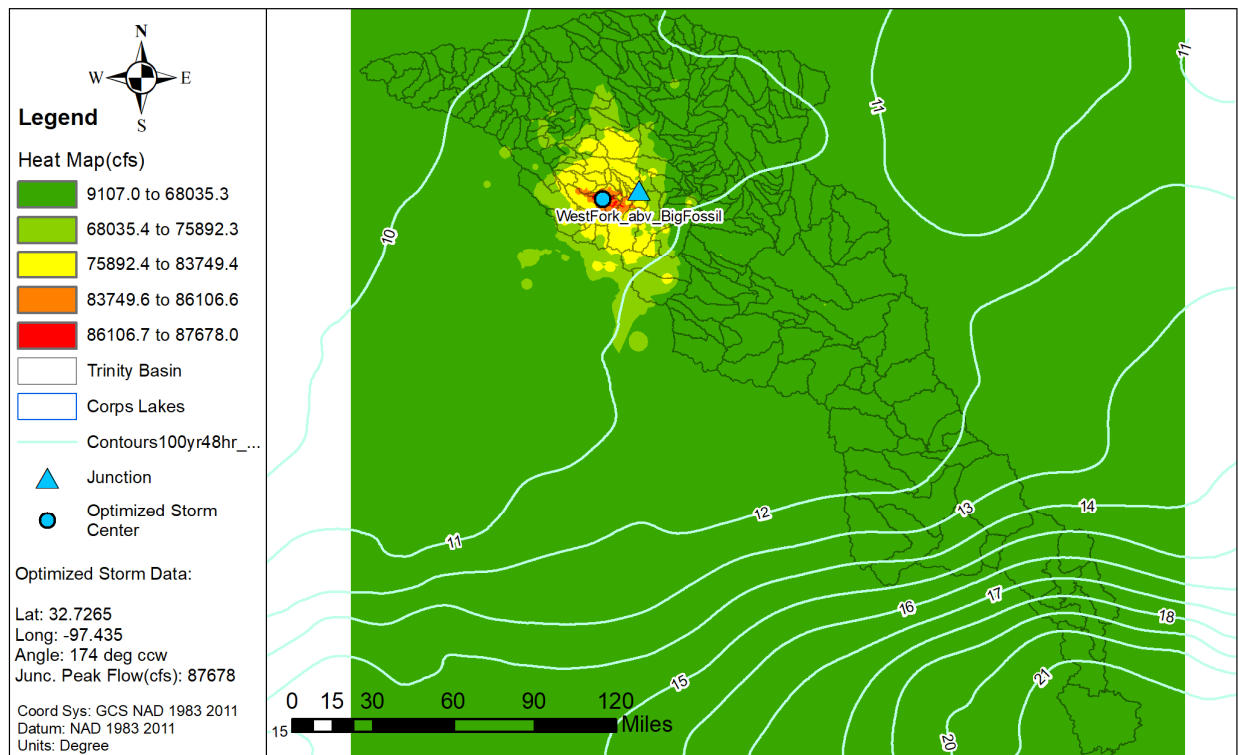 N
W
E
S
Legend
Heat Map(cfs)
9107.0 to 68035.3
68035.4 to 75892.3
75892.4 to 83749.4
83749.6 to 86106.6
86106.7 to 87678.0
Trinity Basin
Corps Lakes
Contours100yr48hr_...
Junction
Optimized Storm
Center
Optimized Storm Data:
Lat: 32.7265
Long: -97.435
Angle: 174 deg ccw
Junc. Peak Flow(cfs): 87678
Coord Sys: GCS NAD 1983 2011
Datum: NAD 1983 2011
Units: Degree
11
11
WestFork_abv_BigFossil
10
12
13
14
11
16
17
18
15
21
20
0 15 30 60 90 120
Miles
15